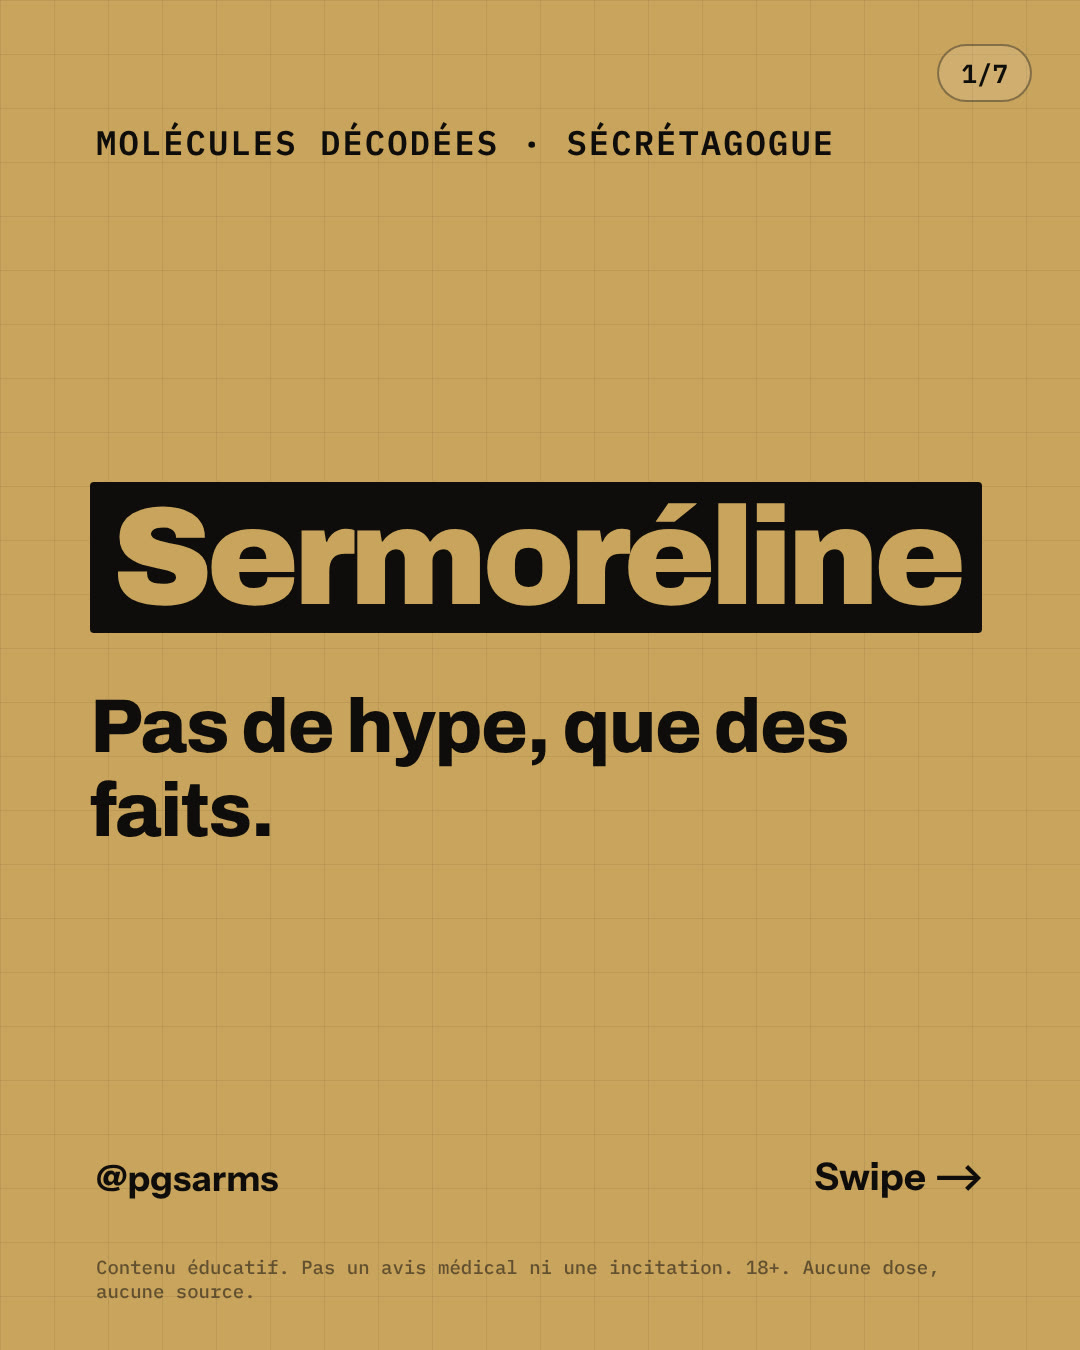 1/7
MOLÉCULES DÉCODÉES · SÉCRÉTAGOGUE
Sermoréline
Pas de hype, que des
faits.
@pgsarms
Swipe →
Contenu éducatif. Pas un avis médical ni une incitation. 18+. Aucune dose,
aucune source.